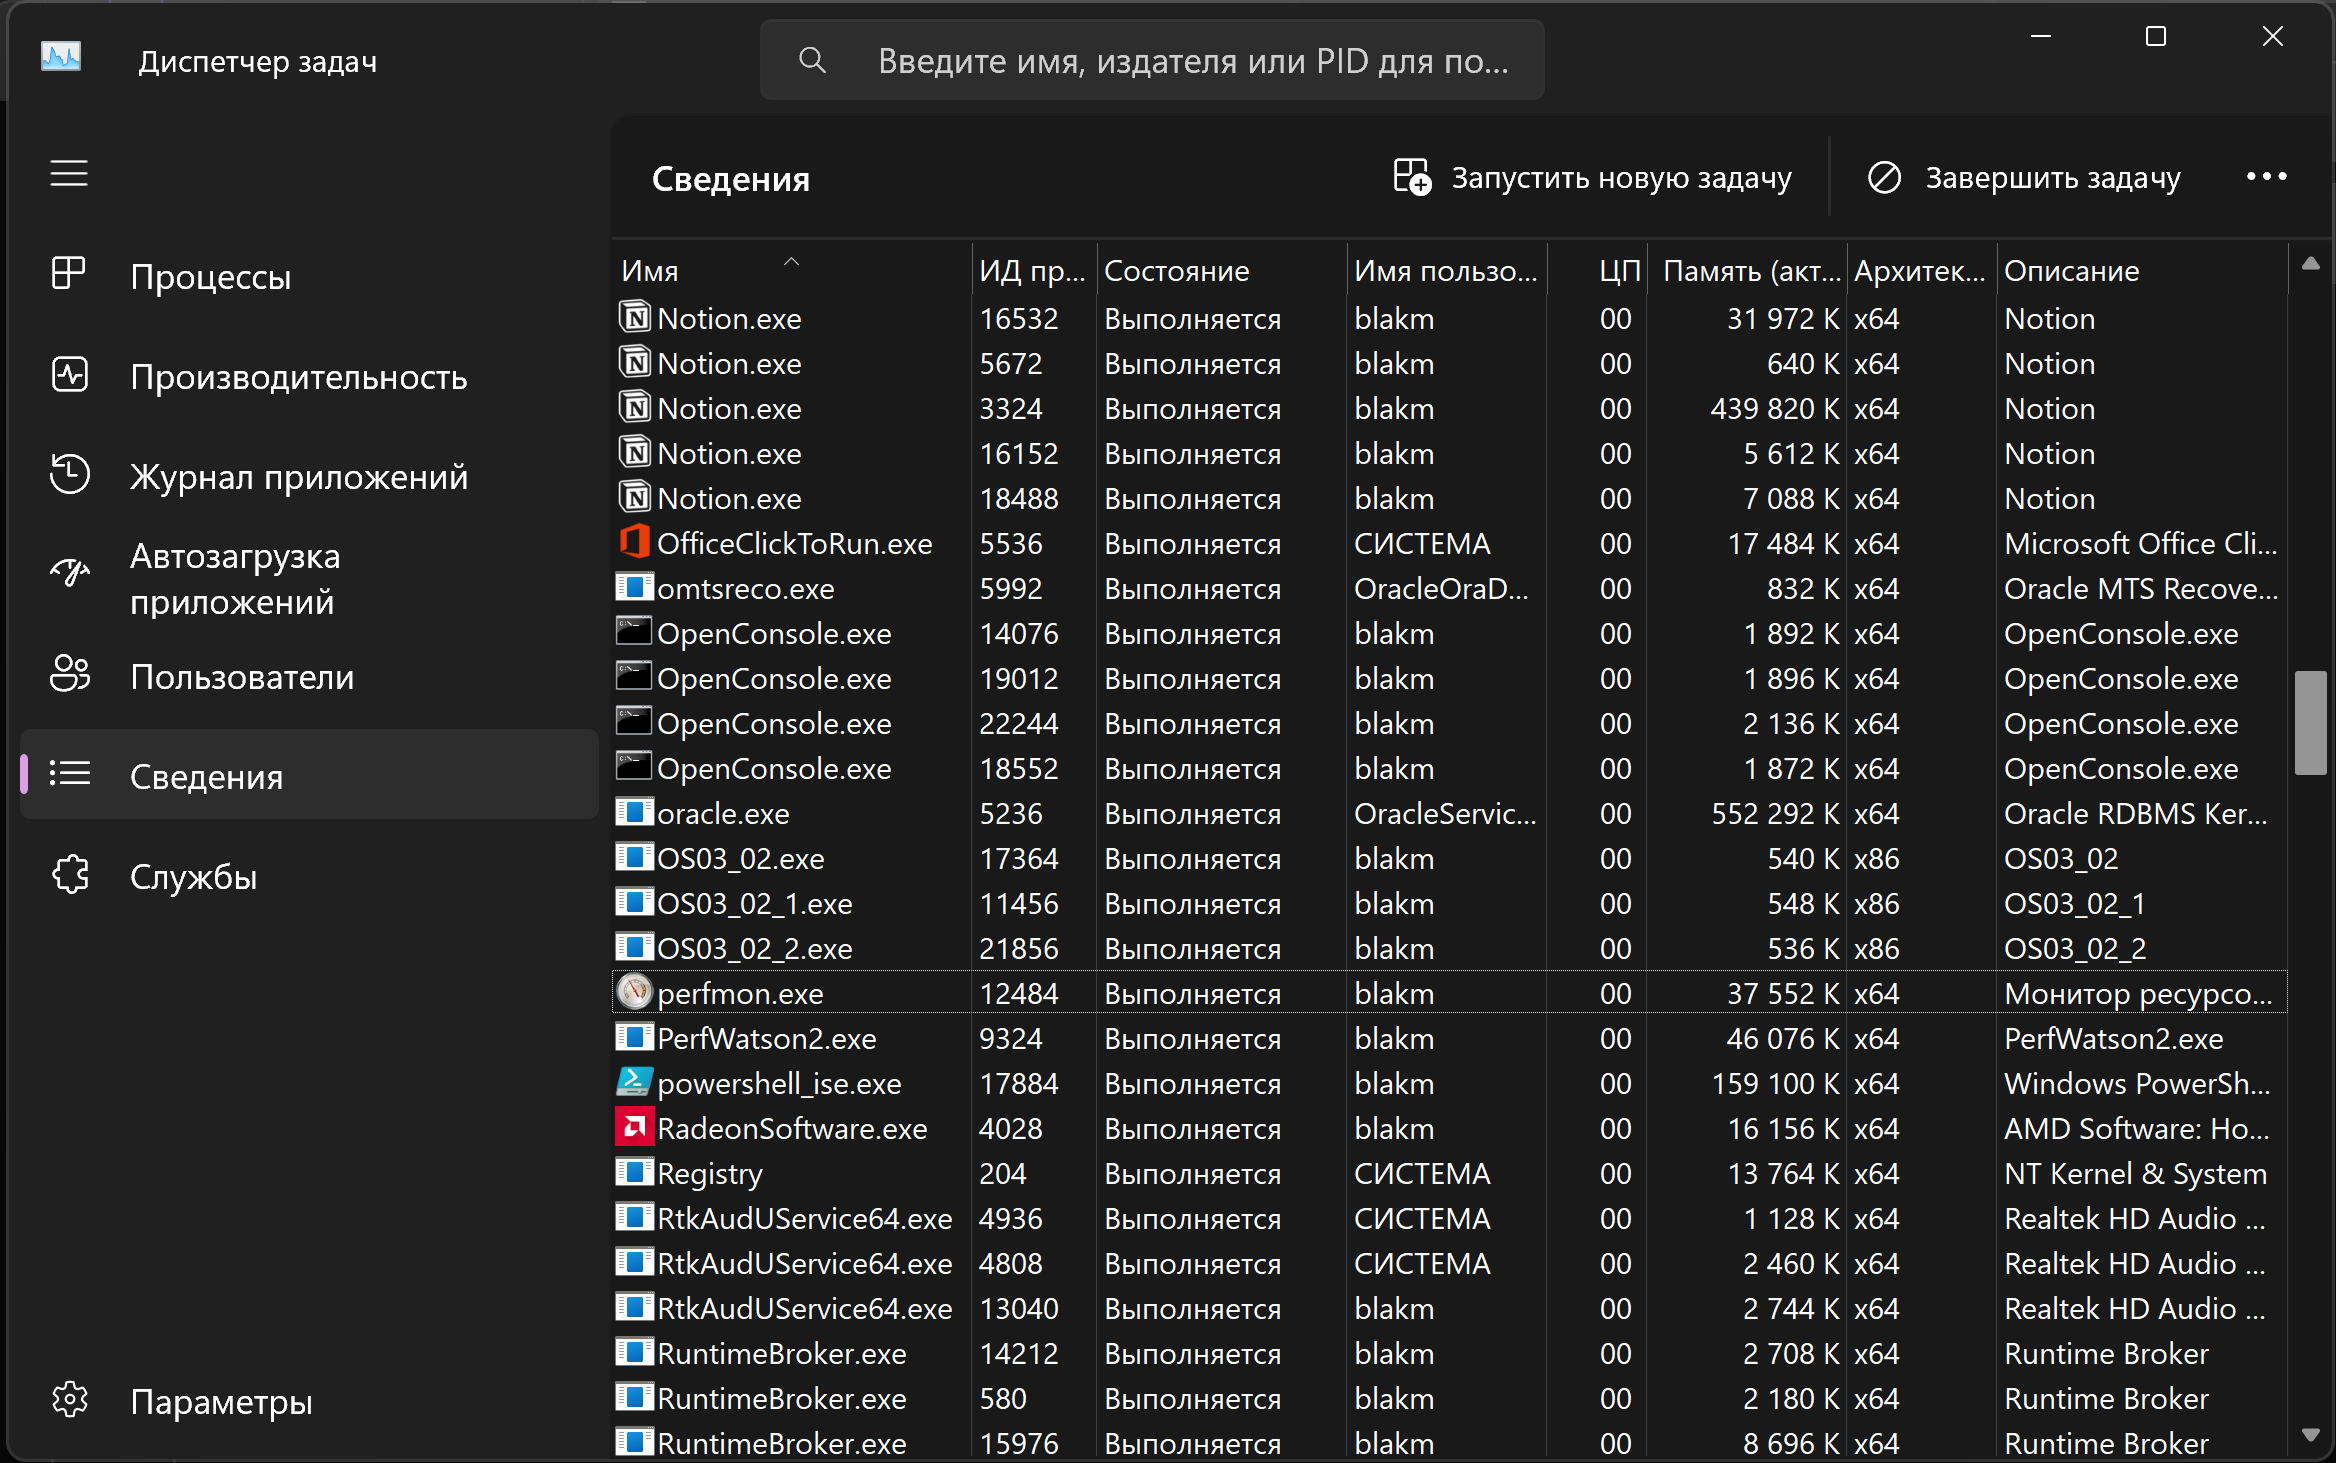 Диспетчер задач
Введите имя, издателя или PID для по...
Процессы
Производительность
Журнал приложений
Автозагрузка
приложений
Пользователи
Сведения
Службы
Параметры
Сведения
Запустить новую задачу
Завершить задачу
Имя ИД пр... Состояние Имя пользо... ЦП Память (акт... Архитек... Описание
Notion.exe 16532 Выполняется blakm 00 31 972 K x64 Notion
Notion.exe 5672 Выполняется blakm 00 640 K x64 Notion
Notion.exe 3324 Выполняется blakm 00 439 820 K x64 Notion
Notion.exe 16152 Выполняется blakm 00 5 612 K x64 Notion
Notion.exe 18488 Выполняется blakm 00 7 088 K x64 Notion
OfficeClickToRun.exe 5536 Выполняется СИСТЕМА 00 17 484 K x64 Microsoft Office Cli...
omtsreco.exe 5992 Выполняется OracleOraD... 00 832 K x64 Oracle MTS Recove...
OpenConsole.exe 14076 Выполняется blakm 00 1 892 K x64 OpenConsole.exe
OpenConsole.exe 19012 Выполняется blakm 00 1 896 K x64 OpenConsole.exe
OpenConsole.exe 22244 Выполняется blakm 00 2 136 K x64 OpenConsole.exe
OpenConsole.exe 18552 Выполняется blakm 00 1 872 K x64 OpenConsole.exe
oracle.exe 5236 Выполняется OracleServic... 00 552 292 K x64 Oracle RDBMS Ker...
OS03_02.exe 17364 Выполняется blakm 00 540 K x86 OS03_02
OS03_02_1.exe 11456 Выполняется blakm 00 548 K x86 OS03_02_1
OS03_02_2.exe 21856 Выполняется blakm 00 536 K x86 OS03_02_2
perfmon.exe 12484 Выполняется blakm 00 37 552 K x64 Монитор ресурсо...
PerfWatson2.exe 9324 Выполняется blakm 00 46 076 K x64 PerfWatson2.exe
powershell_ise.exe 17884 Выполняется blakm 00 159 100 K x64 Windows PowerSh...
RadeonSoftware.exe 4028 Выполняется blakm 00 16 156 K x64 AMD Software: Ho...
Registry 204 Выполняется СИСТЕМА 00 13 764 K x64 NT Kernel & System
RtkAudUService64.exe 4936 Выполняется СИСТЕМА 00 1 128 K x64 Realtek HD Audio ...
RtkAudUService64.exe 4808 Выполняется СИСТЕМА 00 2 460 K x64 Realtek HD Audio ...
RtkAudUService64.exe 13040 Выполняется blakm 00 2 744 K x64 Realtek HD Audio ...
RuntimeBroker.exe 14212 Выполняется blakm 00 2 708 K x64 Runtime Broker
RuntimeBroker.exe 580 Выполняется blakm 00 2 180 K x64 Runtime Broker
RuntimeBroker.exe 15976 Выполняется blakm 00 8 696 K x64 Runtime Broker